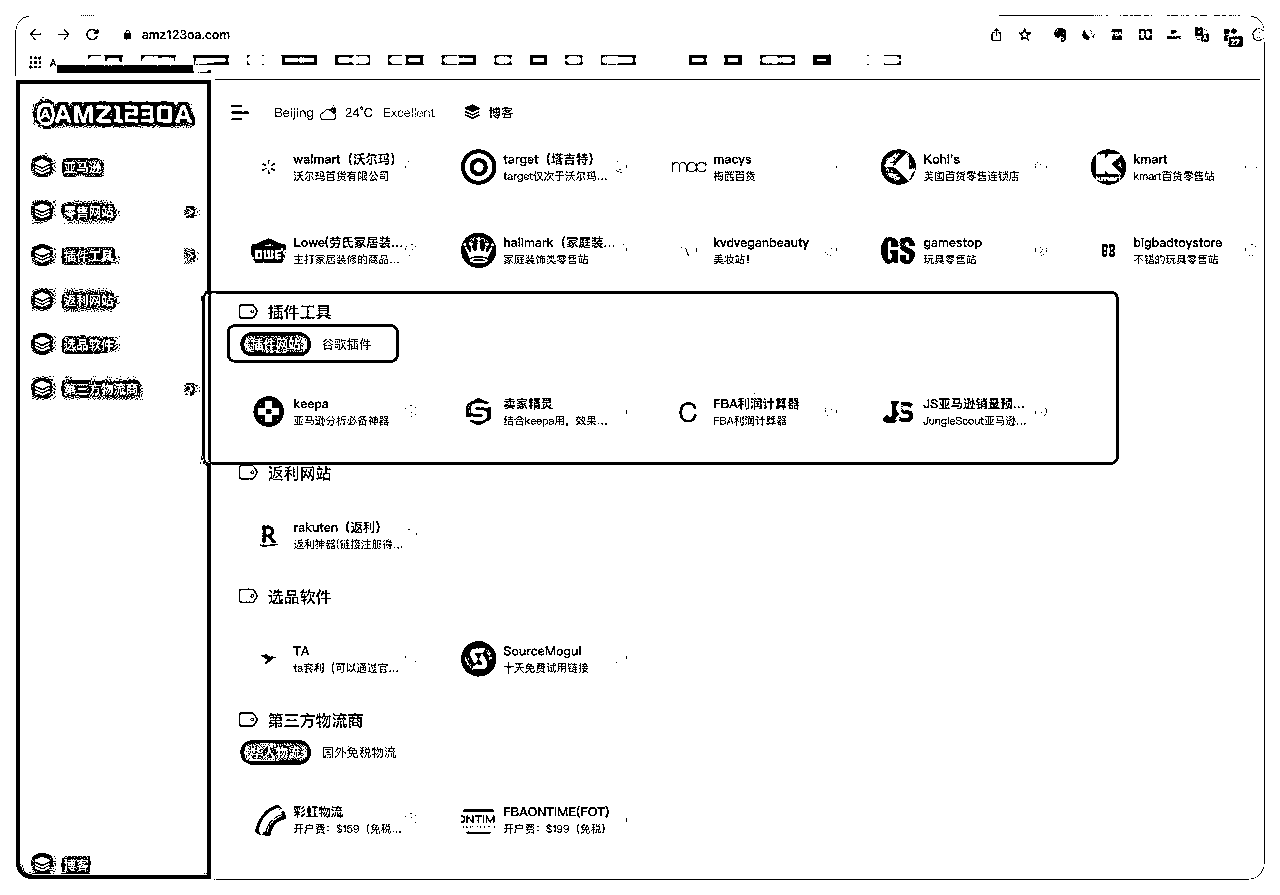 amz123oa.com
@AMZ123OA
亚马逊
零售网站
插件工具
返利网站
选品软件
第三方物流商
博客
Beijing 24°C Excellent 博客
walmart（沃尔玛）
沃尔玛百货有限公司
target（塔吉特）
target仅次于沃尔玛...
macys
梅西百货
Kohl's
美国百货零售连锁店
kmart
kmart百货零售站
Lowe(劳氏家居装...
主打家居装修的商品...
hallmark（家庭装...
家庭装饰类零售站
kvdveganbeauty
美妆站!
gamestop
玩具零售站
bigbadtoystore
不错的玩具零售站
插件工具
插件网站 谷歌插件
keepa
亚马逊分析必备神器
卖家精灵
结合keepa用，效果...
FBA利润计算器
FBA利润计算器
JS亚马逊销量预...
JungleScout亚马逊...
返利网站
rakuten（返利）
返利神器(链接注册得...
选品软件
TA
ta套利（可以通过官...
SourceMogul
十天免费试用链接
第三方物流商
华人物流 国外免税物流
彩虹物流
开户费：$159（免税...
FBAONTIME(FOT)
开户费：$199（免税）